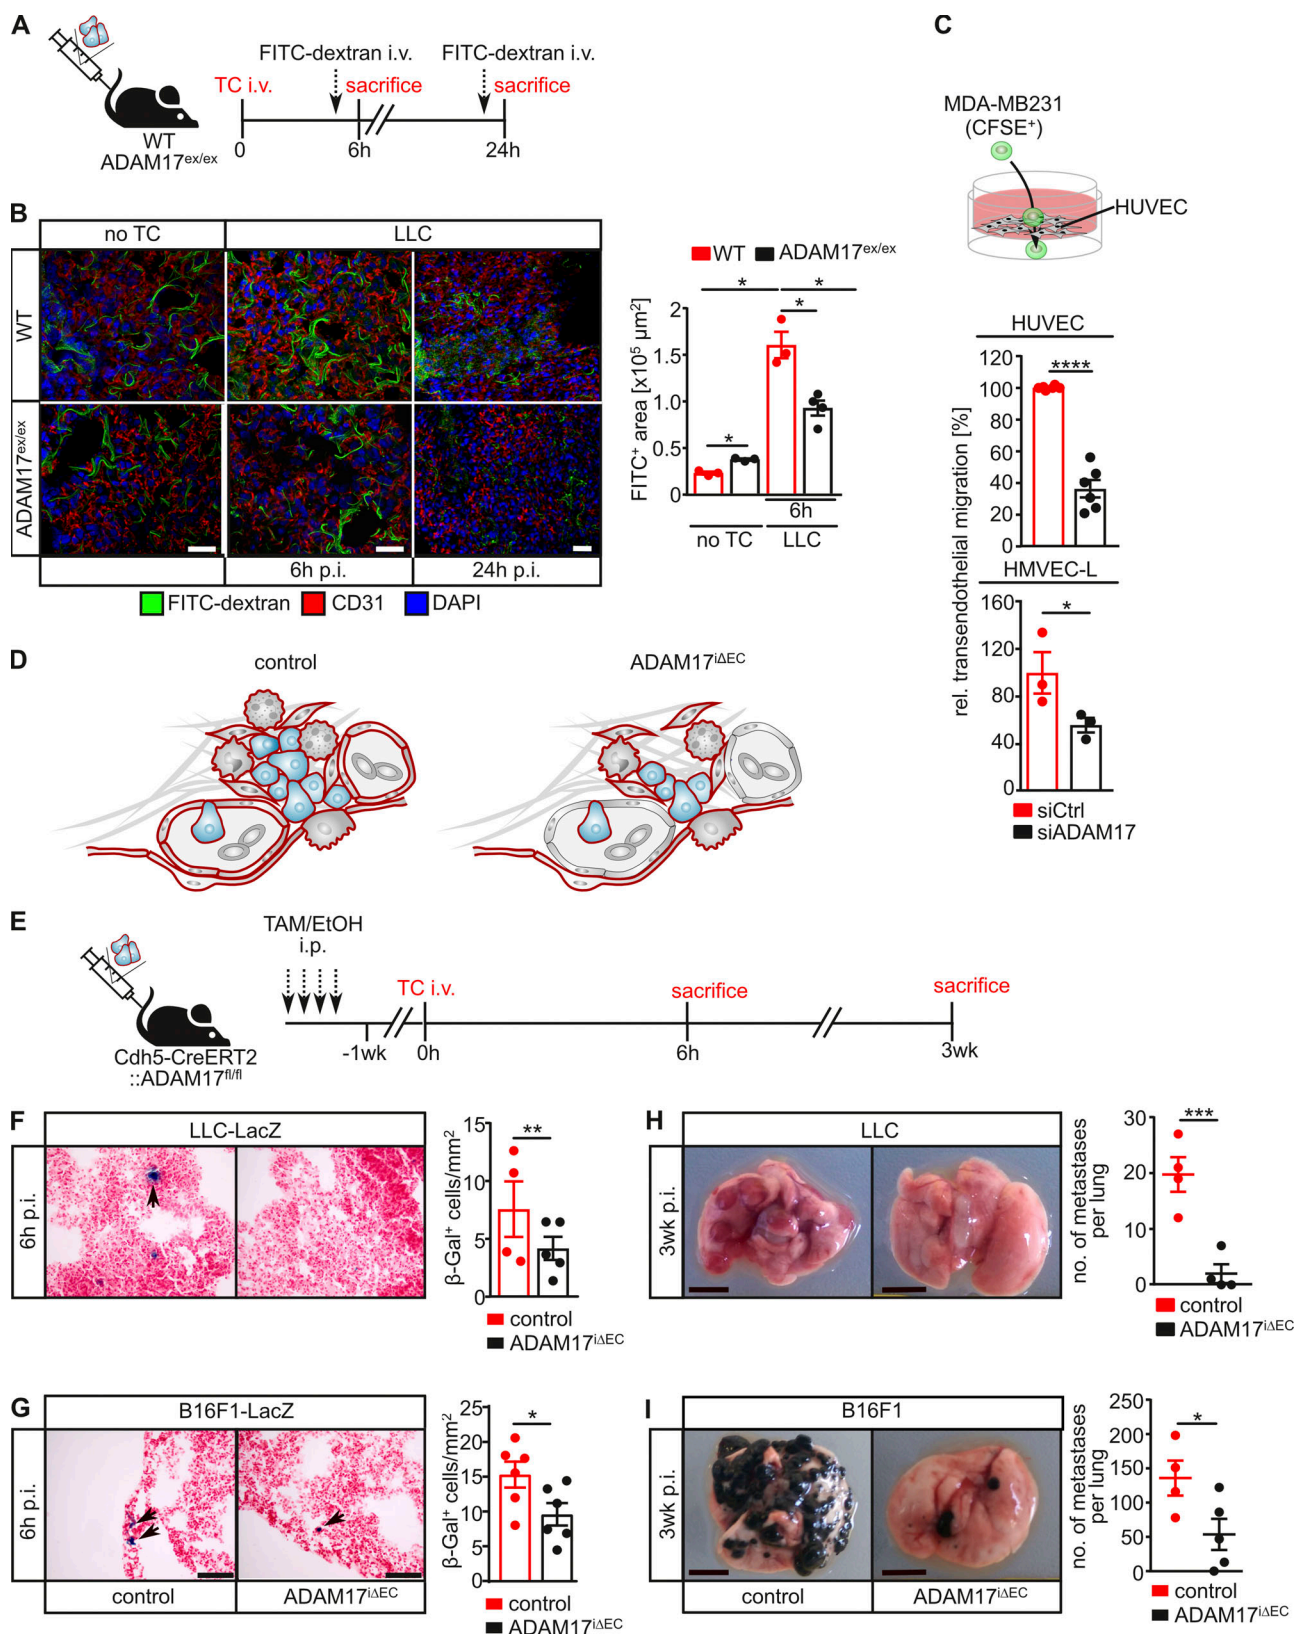 A
TC i.v.
FITC-dextran i.v.
sacrifice
FITC-dextran i.v.
sacrifice
0
6h
24h
WT
ADAM17ex/ex
B
no TC
LLC
WT
ADAM17ex/ex
6h p.i.
24h p.i.
FITC-dextran
CD31
DAPI
WT
ADAM17ex/ex
*
*
*
*
FITC+ area [x10⁵ µm²]
2
1.5
1.0
0.5
0
6h
no TC
LLC
C
MDA-MB231
(CFSE+)
HUVEC
HUVEC
rel. transendothelial migration [%]
120
100
80
60
40
20
0
****
HMVEC-L
160
120
80
40
0
*
siCtrl
siADAM17
D
control
ADAM17iΔEC
E
TAM/EtOH
i.p.
TC i.v.
sacrifice
sacrifice
-1wk
0h
6h
3wk
Cdh5-CreERT2
::ADAM17fl/fl
F
LLC-LacZ
6h p.i.
β-Gal+ cells/mm²
15
10
5
0
**
control
ADAM17iΔEC
H
LLC
3wk p.i.
no. of metastases
per lung
30
20
10
0
***
control
ADAM17iΔEC
G
B16F1-LacZ
6h p.i.
control
ADAM17iΔEC
β-Gal+ cells/mm²
25
20
15
10
5
0
*
control
ADAM17iΔEC
I
B16F1
3wk p.i.
control
ADAM17iΔEC
no. of metastases
per lung
250
200
150
100
50
0
*
control
ADAM17iΔEC